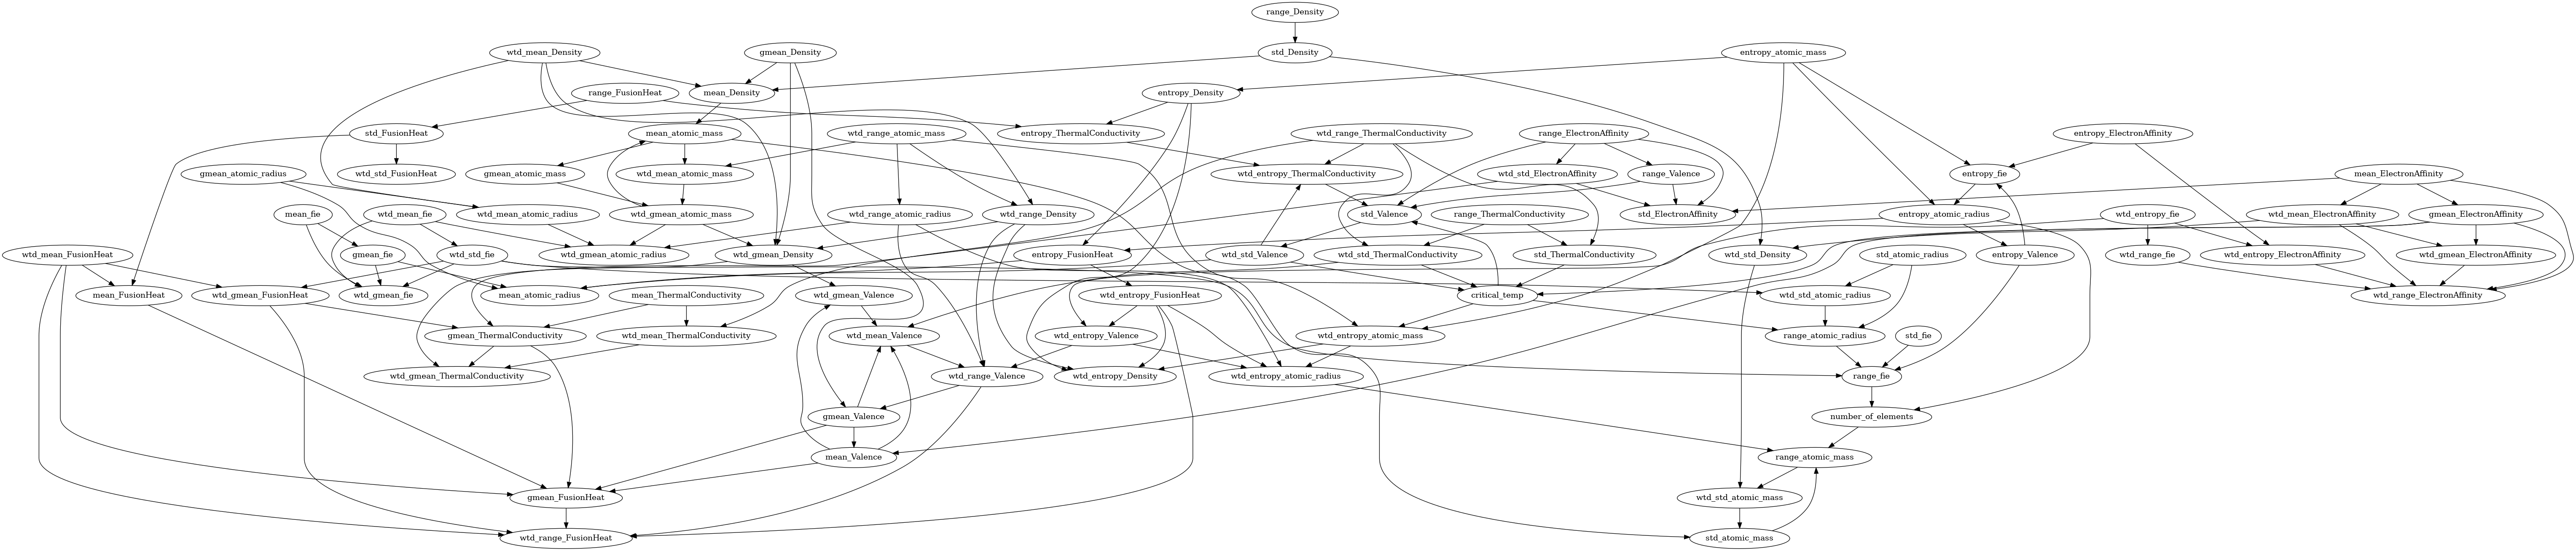 range_Density
wtd_mean_Density
gmean_Density
std_Density
entropy_atomic_mass
range_FusionHeat
mean_Density
entropy_Density
std_FusionHeat
mean_atomic_mass
wtd_range_atomic_mass
entropy_ThermalConductivity
wtd_range_ThermalConductivity
range_ElectronAffinity
entropy_ElectronAffinity
gmean_atomic_radius
wtd_std_FusionHeat
gmean_atomic_mass
wtd_mean_atomic_mass
wtd_entropy_ThermalConductivity
wtd_std_ElectronAffinity
range_Valence
entropy_fie
mean_ElectronAffinity
mean_fie
wtd_mean_fie
wtd_mean_atomic_radius
wtd_gmean_atomic_mass
wtd_range_atomic_radius
wtd_range_Density
std_Valence
range_ThermalConductivity
std_ElectronAffinity
entropy_atomic_radius
wtd_entropy_fie
wtd_mean_ElectronAffinity
gmean_ElectronAffinity
wtd_mean_FusionHeat
gmean_fie
wtd_std_fie
wtd_gmean_atomic_radius
wtd_gmean_Density
entropy_FusionHeat
wtd_std_Valence
wtd_std_ThermalConductivity
std_ThermalConductivity
wtd_std_Density
std_atomic_radius
entropy_Valence
wtd_range_fie
wtd_entropy_ElectronAffinity
wtd_gmean_ElectronAffinity
mean_FusionHeat
wtd_gmean_FusionHeat
wtd_gmean_fie
mean_atomic_radius
mean_ThermalConductivity
wtd_gmean_Valence
wtd_entropy_FusionHeat
critical_temp
wtd_std_atomic_radius
wtd_range_ElectronAffinity
gmean_ThermalConductivity
wtd_mean_ThermalConductivity
wtd_mean_Valence
wtd_entropy_Valence
wtd_entropy_atomic_mass
range_atomic_radius
std_fie
wtd_gmean_ThermalConductivity
wtd_range_Valence
wtd_entropy_Density
wtd_entropy_atomic_radius
range_fie
gmean_Valence
number_of_elements
mean_Valence
range_atomic_mass
gmean_FusionHeat
wtd_std_atomic_mass
wtd_range_FusionHeat
std_atomic_mass